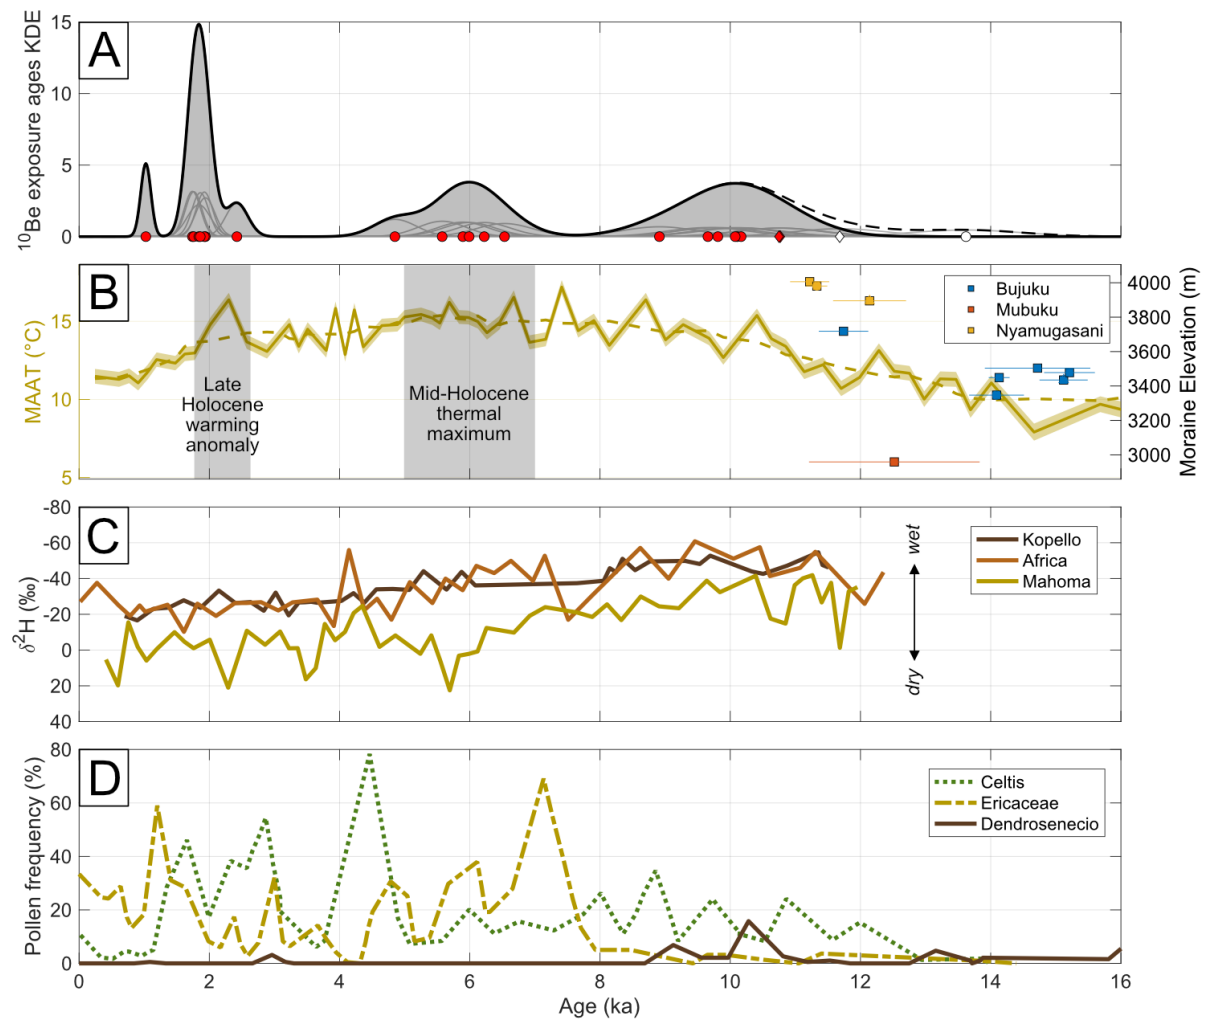 A
¹⁰Be exposure ages KDE
15
10
5
0
B
MAAT (°C)
15
10
5
Late
Holocene
warming
anomaly
Mid-Holocene
thermal
maximum
Bujuku
Mubuku
Nyamugasani
4000
3800
3600
3400
3200
3000
Moraine Elevation (m)
C
δ²H (‰)
-80
-60
-40
-20
0
20
40
wet
dry
Kopello
Africa
Mahoma
D
Pollen frequency (%)
80
60
40
20
0
Celtis
Ericaceae
Dendrosenecio
0 2 4 6 8 10 12 14 16
Age (ka)